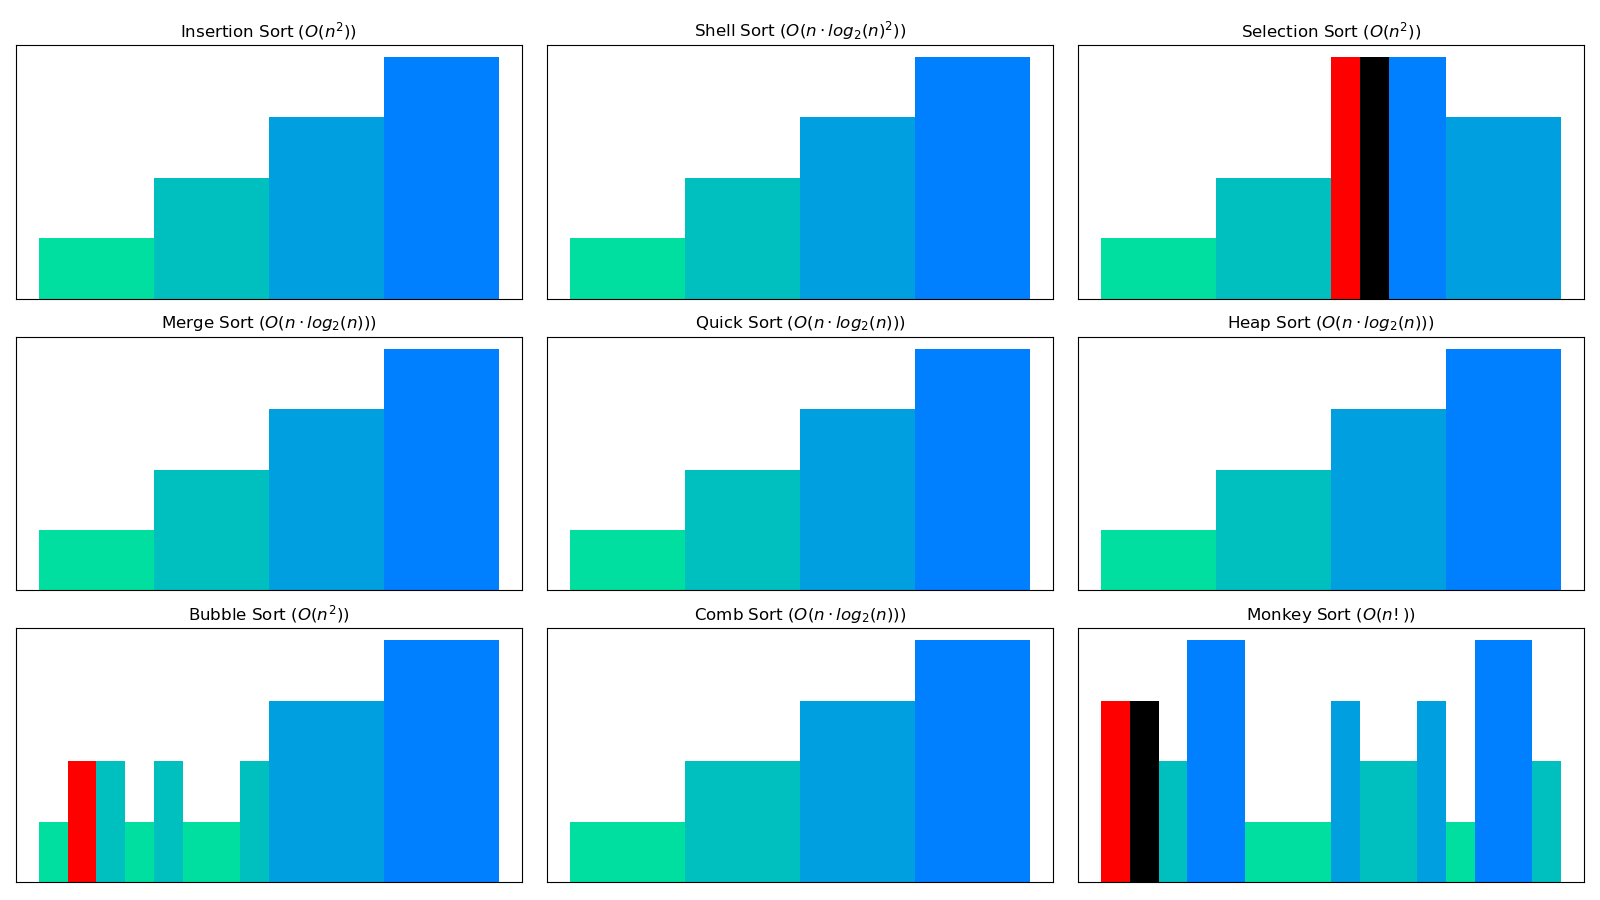 Insertion Sort (O(n²))
Shell Sort (O(n · log₂(n)²))
Selection Sort (O(n²))
Merge Sort (O(n · log₂(n)))
Quick Sort (O(n · log₂(n)))
Heap Sort (O(n · log₂(n)))
Bubble Sort (O(n²))
Comb Sort (O(n · log₂(n)))
Monkey Sort (O(n!))